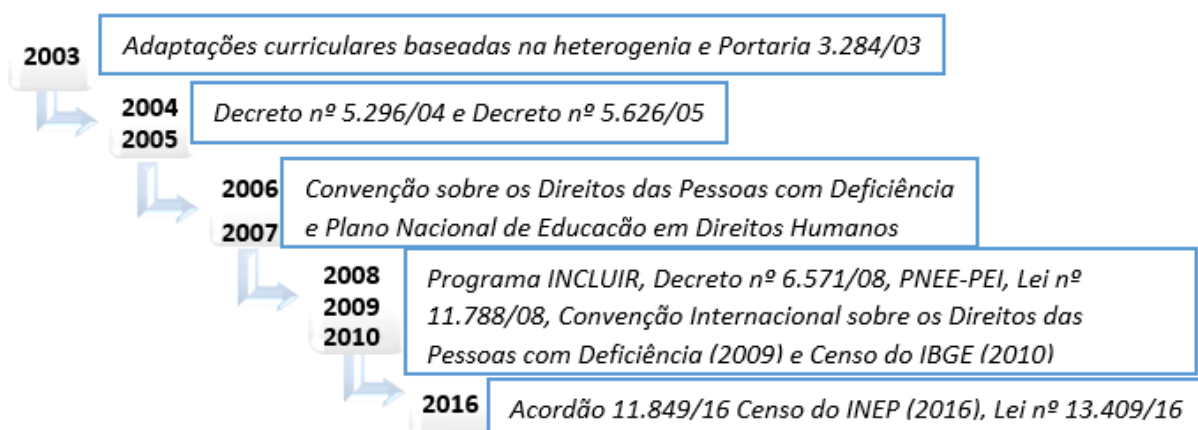 2003
Adaptações curriculares baseadas na heterogenia e Portaria 3.284/03
2004
2005
Decreto nº 5.296/04 e Decreto nº 5.626/05
2006
2007
Convenção sobre os Direitos das Pessoas com Deficiência
e Plano Nacional de Educacão em Direitos Humanos
2008
2009
2010
Programa INCLUIR, Decreto nº 6.571/08, PNEE-PEI, Lei nº
11.788/08, Convenção Internacional sobre os Direitos das
Pessoas com Deficiência (2009) e Censo do IBGE (2010)
2016
Acordão 11.849/16 Censo do INEP (2016), Lei nº 13.409/16